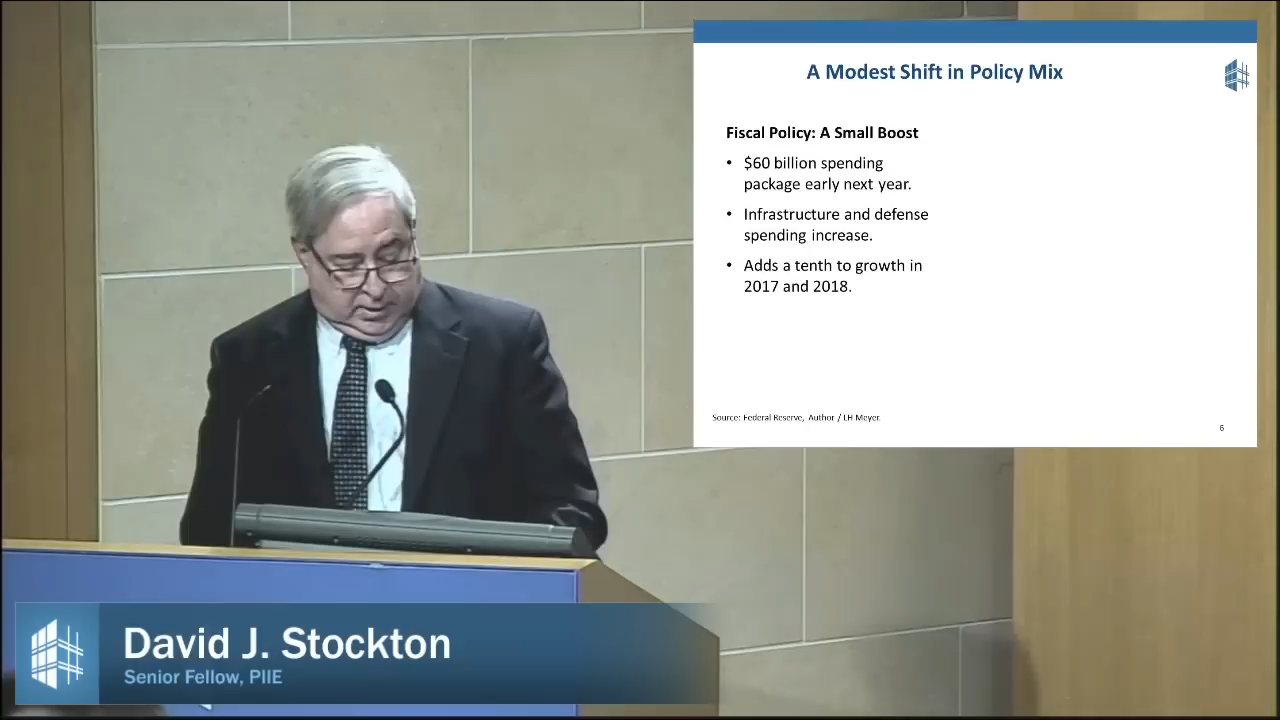 A Modest Shift in Policy Mix
Fiscal Policy: A Small Boost
• $60 billion spending
package early next year.
• Infrastructure and defense
spending increase.
• Adds a tenth to growth in
2017 and 2018.
Source: Federal Reserve, Author / LH Meyer.
6
David J. Stockton
Senior Fellow, PIIE